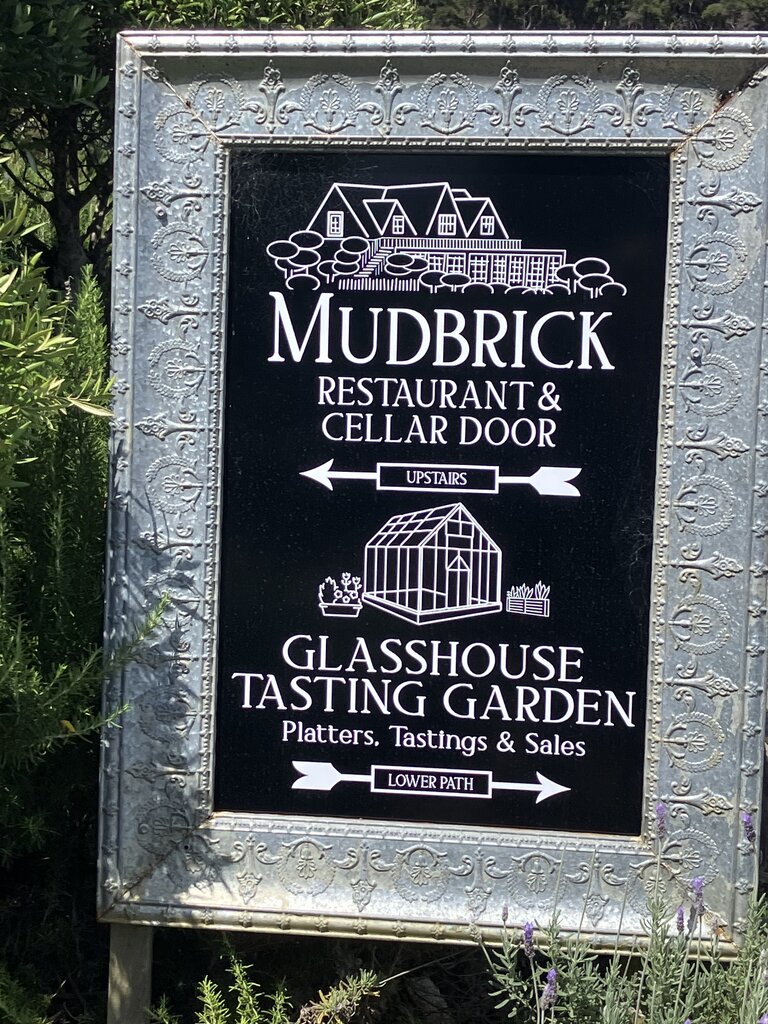 MUDBRICK
RESTAURANT &
CELLAR DOOR
UPSTAIRS
GLASSHOUSE
TASTING GARDEN
Platters, Tastings & Sales
LOWER PATH